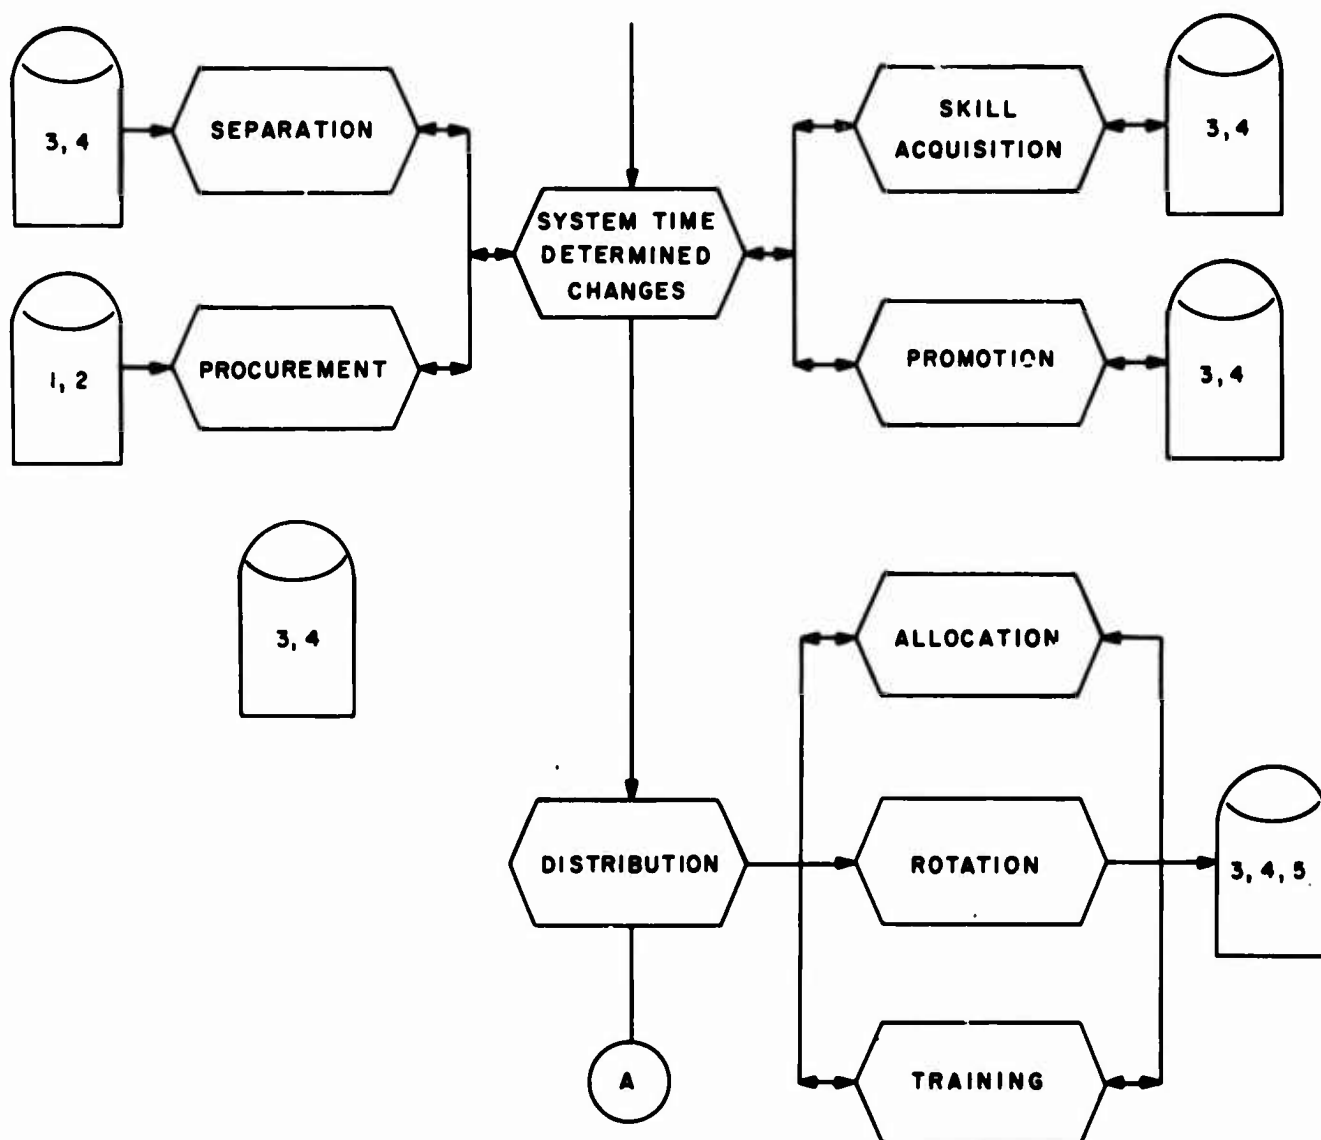 3, 4
SEPARATION
SKILL
ACQUISITION
3, 4
SYSTEM TIME
DETERMINED
CHANGES
1, 2
PROCUREMENT
PROMOTION
3, 4
3, 4
ALLOCATION
DISTRIBUTION
ROTATION
3, 4, 5
A
TRAINING